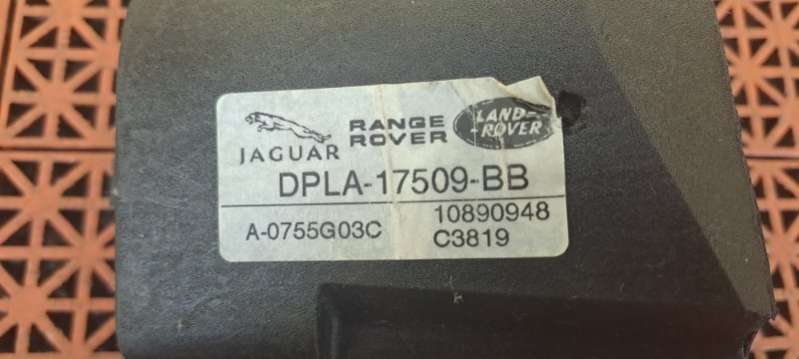 JAGUAR
RANGE
ROVER
LAND-
-ROVER
DPLA-17509-BB
A-0755G03C
10890948
C3819